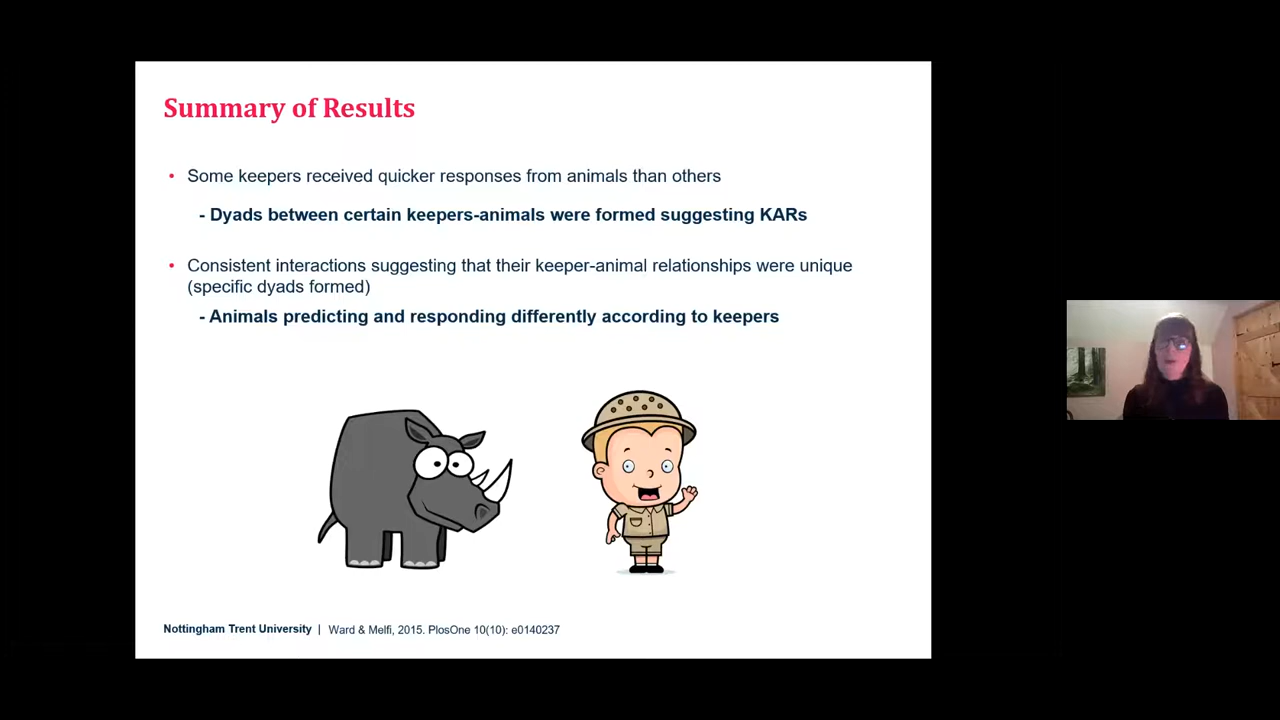 Summary of Results
• Some keepers received quicker responses from animals than others
- Dyads between certain keepers-animals were formed suggesting KARs
• Consistent interactions suggesting that their keeper-animal relationships were unique
(specific dyads formed)
- Animals predicting and responding differently according to keepers
Nottingham Trent University | Ward & Melfi, 2015. PlosOne 10(10): e0140237